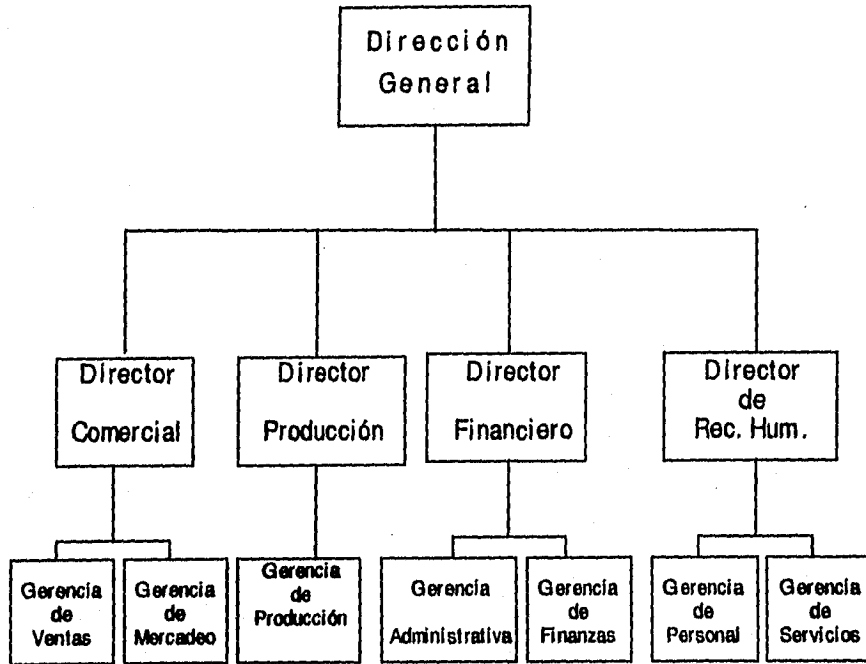 Dirección
General
Director
Comercial
Director
Producción
Director
Financiero
Director
de
Rec. Hum.
Gerencia
de
Ventas
Gerencia
de
Mercadeo
Gerencia
de
Producción
Gerencia
Administrativa
Gerencia
de
Finanzas
Gerencia
de
Personal
Gerencia
de
Servicios